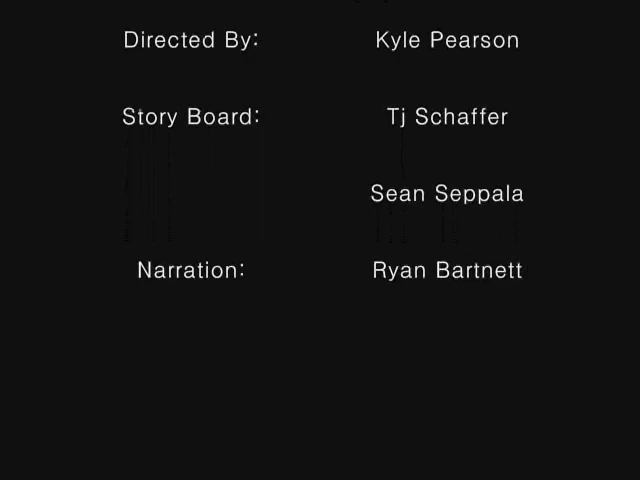 Directed By: Kyle Pearson
Story Board: Tj Schaffer
Sean Seppala
Narration: Ryan Bartnett